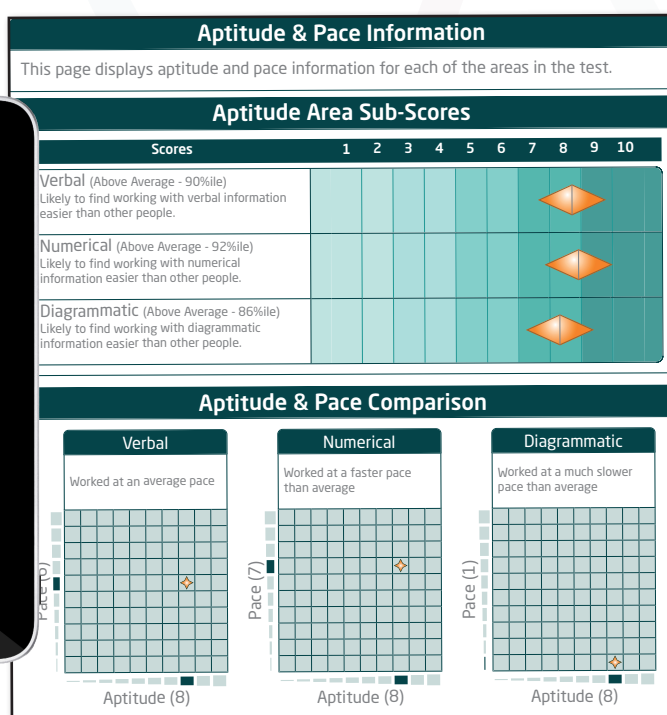 Aptitude & Pace Information
This page displays aptitude and pace information for each of the areas in the test.
Aptitude Area Sub-Scores
Scores 1 2 3 4 5 6 7 8 9 10
Verbal (Above Average - 90%ile)
Likely to find working with verbal information
easier than other people.
Numerical (Above Average - 92%ile)
Likely to find working with numerical
information easier than other people.
Diagrammatic (Above Average - 86%ile)
Likely to find working with diagrammatic
information easier than other people.
Aptitude & Pace Comparison
Verbal
Worked at an average pace
Pace (6)
Aptitude (8)
Numerical
Worked at a faster pace
than average
Pace (7)
Aptitude (8)
Diagrammatic
Worked at a much slower
pace than average
Pace (1)
Aptitude (8)